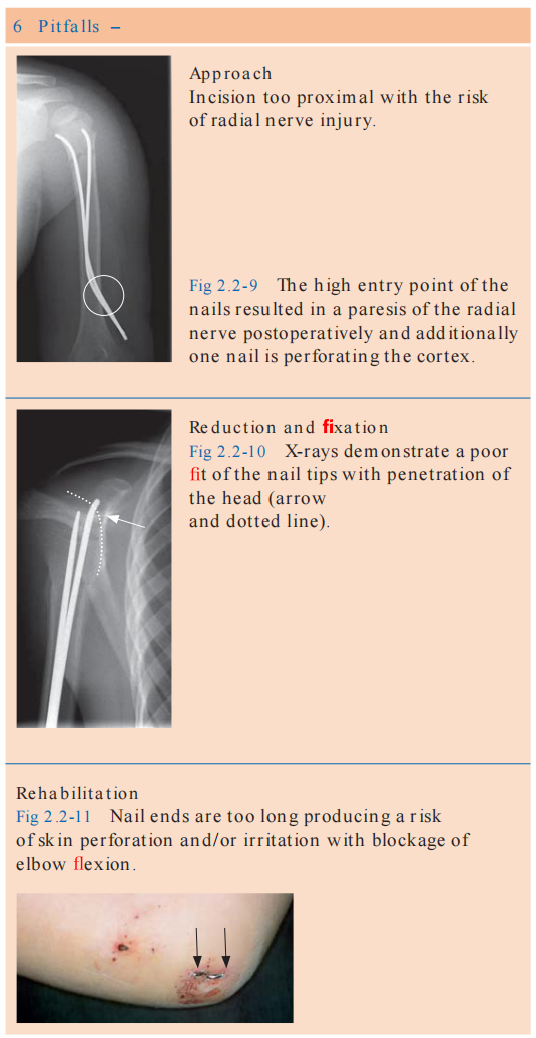 6 Pitfalls –
Approach
Incision too proximal with the risk
of radial nerve injury.
Fig 2.2-9 The high entry point of the
nails resulted in a paresis of the radial
nerve postoperatively and additionally
one nail is perforating the cortex.
Reduction and fixation
Fig 2.2-10 X-rays demonstrate a poor
fit of the nail tips with penetration of
the head (arrow
and dotted line).
Rehabilitation
Fig 2.2-11 Nail ends are too long producing a risk
of skin perforation and/or irritation with blockage of
elbow flexion.